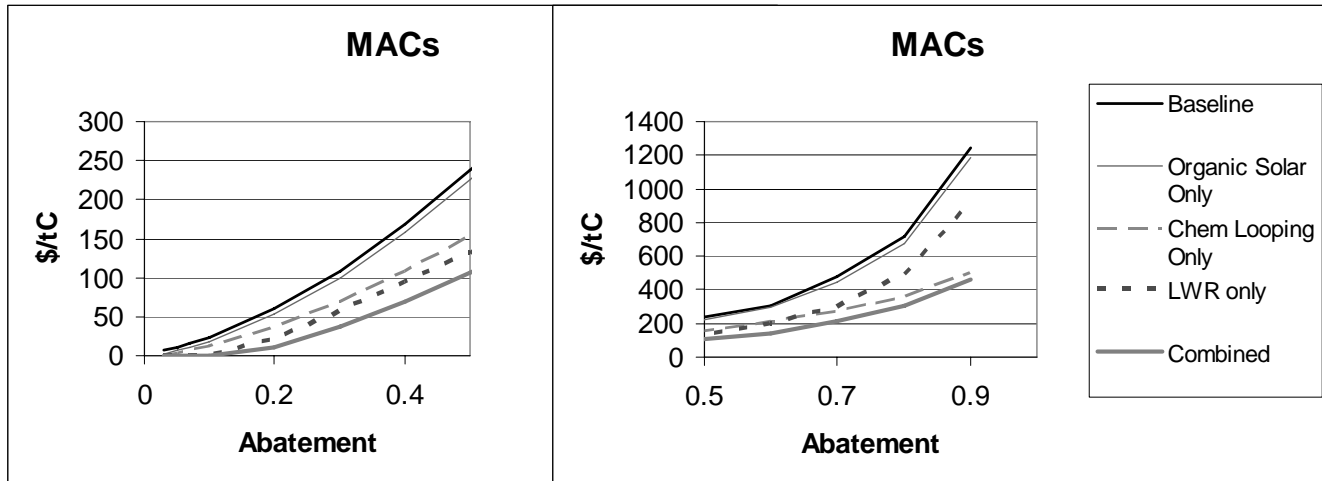 MACs
300
250
200
150
100
50
0
$/tC
0
0.2
0.4
Abatement
MACs
1400
1200
1000
800
600
400
200
0
$/tC
0.5
0.7
0.9
Abatement
Baseline
Organic Solar
Only
Chem Looping
Only
LWR only
Combined